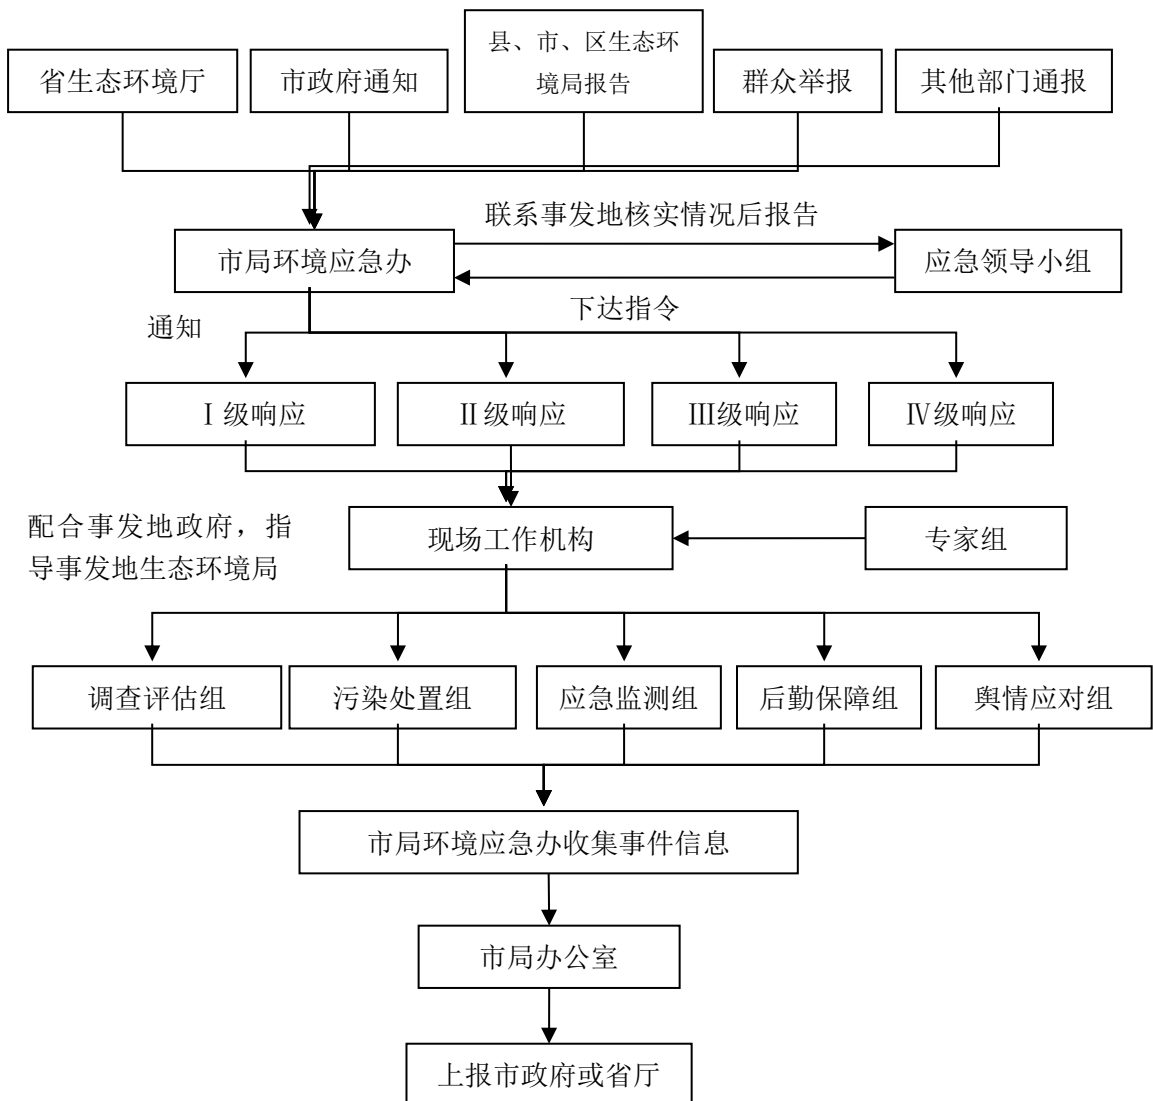 省生态环境厅
市政府通知
县、市、区生态环
境局报告
群众举报
其他部门通报
联系事发地核实情况后报告
市局环境应急办
应急领导小组
下达指令
通知
Ⅰ级响应
Ⅱ级响应
Ⅲ级响应
Ⅳ级响应
配合事发地政府，指
导事发地生态环境局
现场工作机构
专家组
调查评估组
污染处置组
应急监测组
后勤保障组
舆情应对组
市局环境应急办收集事件信息
市局办公室
上报市政府或省厅